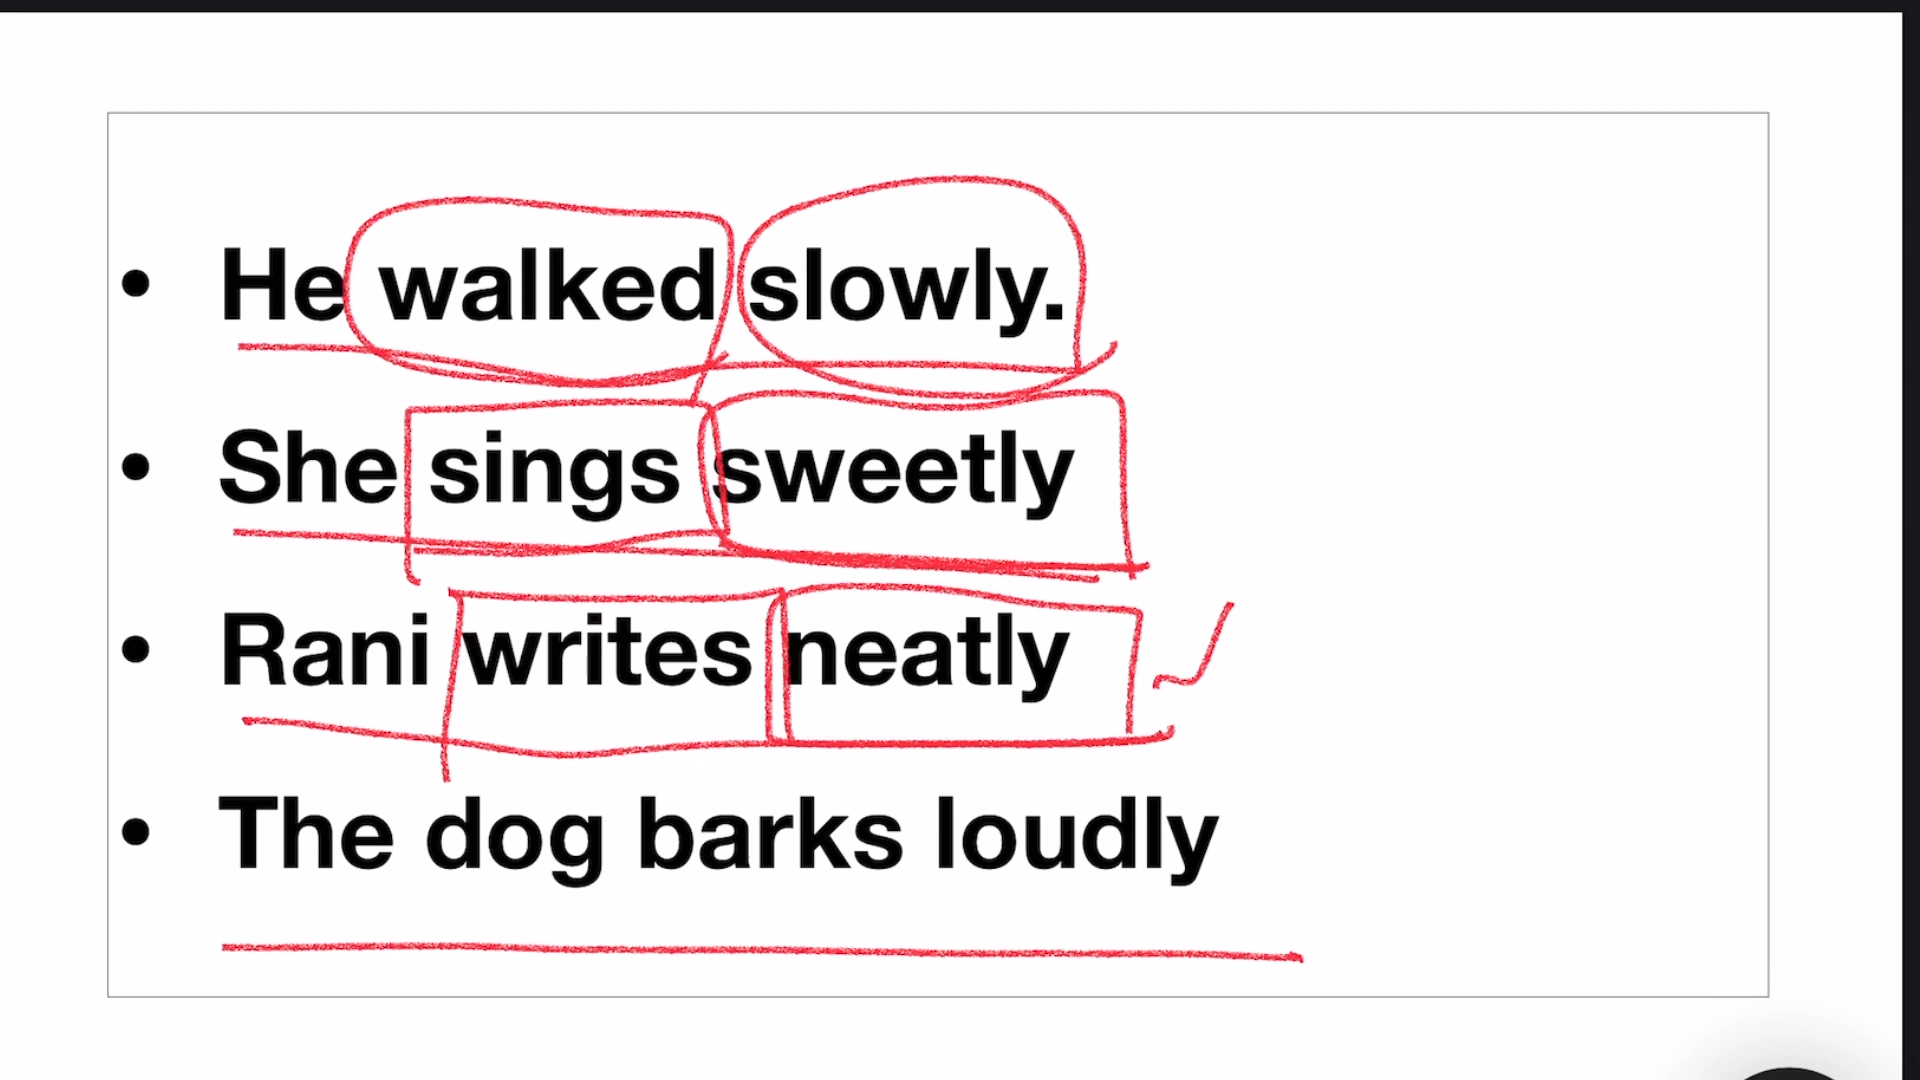 • He walked slowly.
• She sings sweetly
• Rani writes neatly
• The dog barks loudly